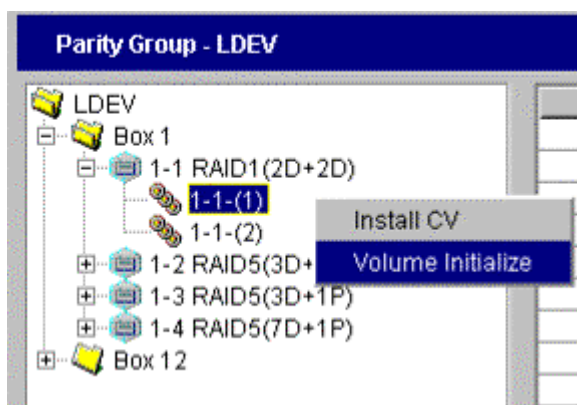 Parity Group - LDEV
LDEV
Box 1
1-1 RAID1(2D+2D)
1-1-(1)
Install CV
1-1-(2)
Volume Initialize
1-2 RAID5(3D+
1-3 RAID5(3D+1P)
1-4 RAID5(7D+1P)
Box 12